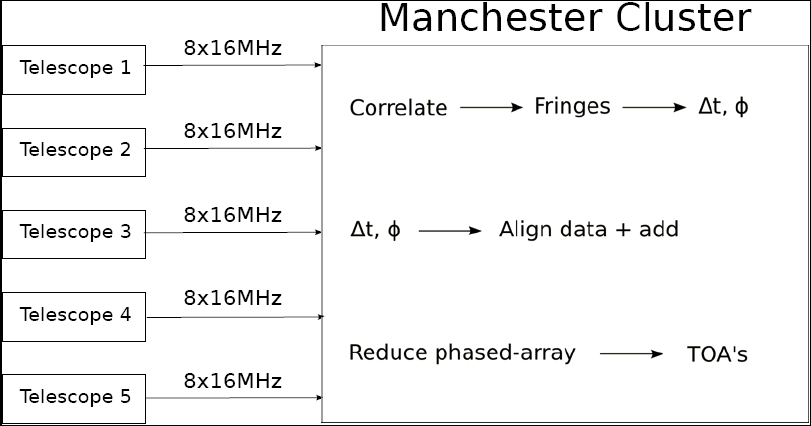 Manchester Cluster
Telescope 1
8x16MHz
Telescope 2
8x16MHz
Telescope 3
8x16MHz
Telescope 4
8x16MHz
Telescope 5
8x16MHz
Correlate Fringes Δt, ϕ
Δt, ϕ Align data + add
Reduce phased-array TOA's